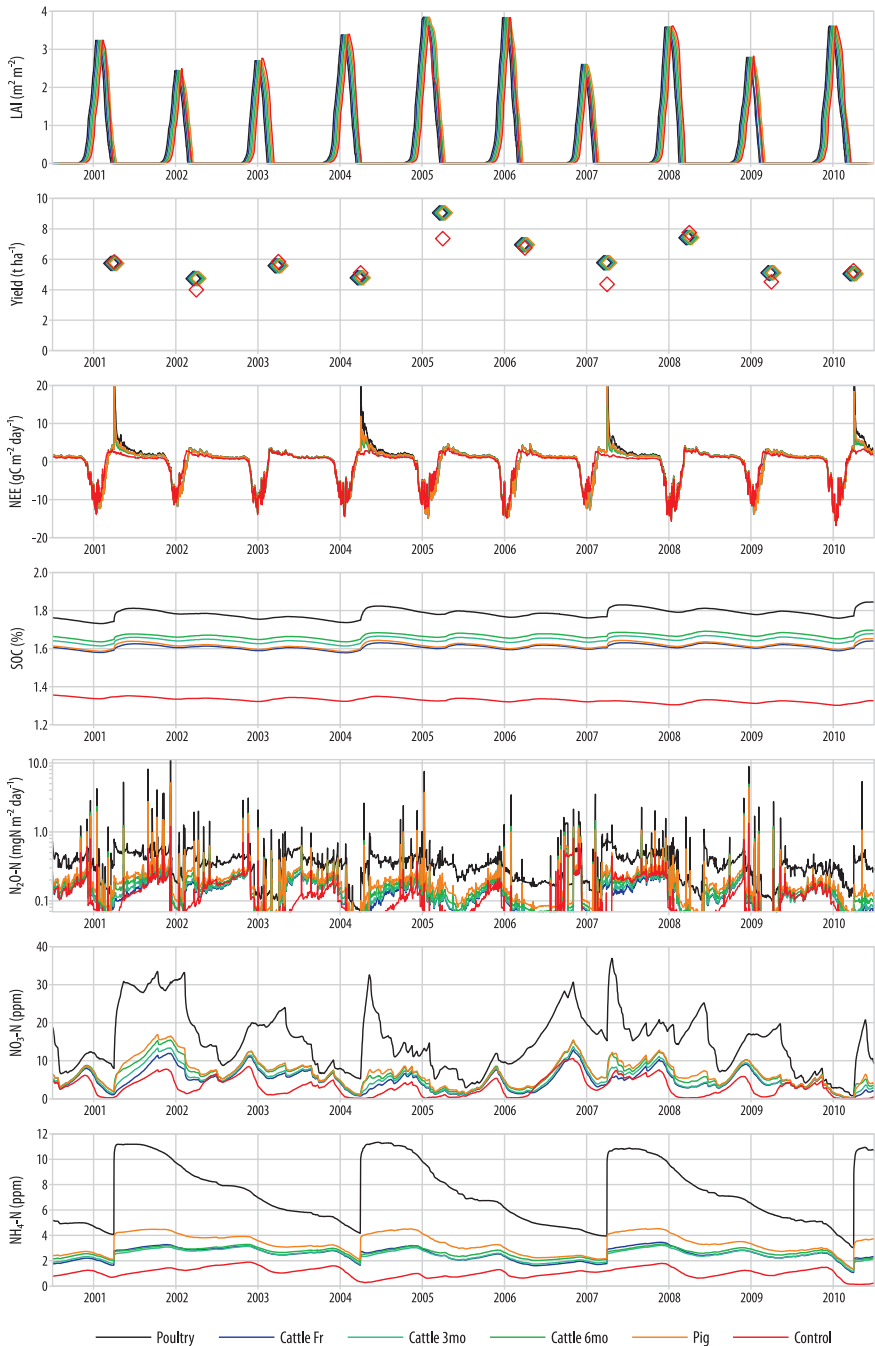 4
3
2
1
0
LAI (m² m⁻²)
2001 2002 2003 2004 2005 2006 2007 2008 2009 2010
10
8
6
4
2
0
Yield (t ha⁻¹)
2001 2002 2003 2004 2005 2006 2007 2008 2009 2010
20
10
0
-10
-20
NEE (gC m⁻² day⁻¹)
2001 2002 2003 2004 2005 2006 2007 2008 2009 2010
2.0
1.8
1.6
1.4
1.2
SOC (%)
2001 2002 2003 2004 2005 2006 2007 2008 2009 2010
10.0
1.0
0.1
N₂O-N (mgN m⁻² day⁻¹)
2001 2002 2003 2004 2005 2006 2007 2008 2009 2010
40
30
20
10
0
NO₃-N (ppm)
2001 2002 2003 2004 2005 2006 2007 2008 2009 2010
12
10
8
6
4
2
0
NH₄-N (ppm)
2001 2002 2003 2004 2005 2006 2007 2008 2009 2010
Poultry Cattle Fr Cattle 3mo Cattle 6mo Pig Control